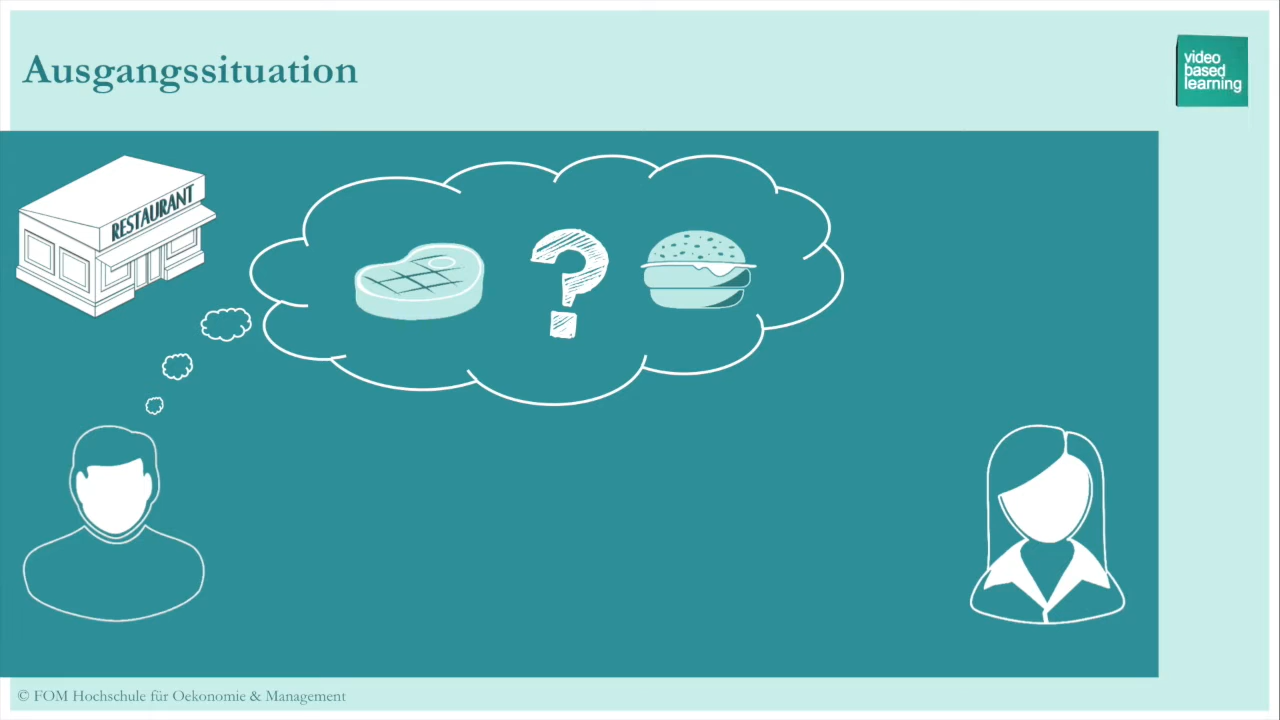 Ausgangssituation
video
based
learning
RESTAURANT
?
© FOM Hochschule für Oekonomie & Management